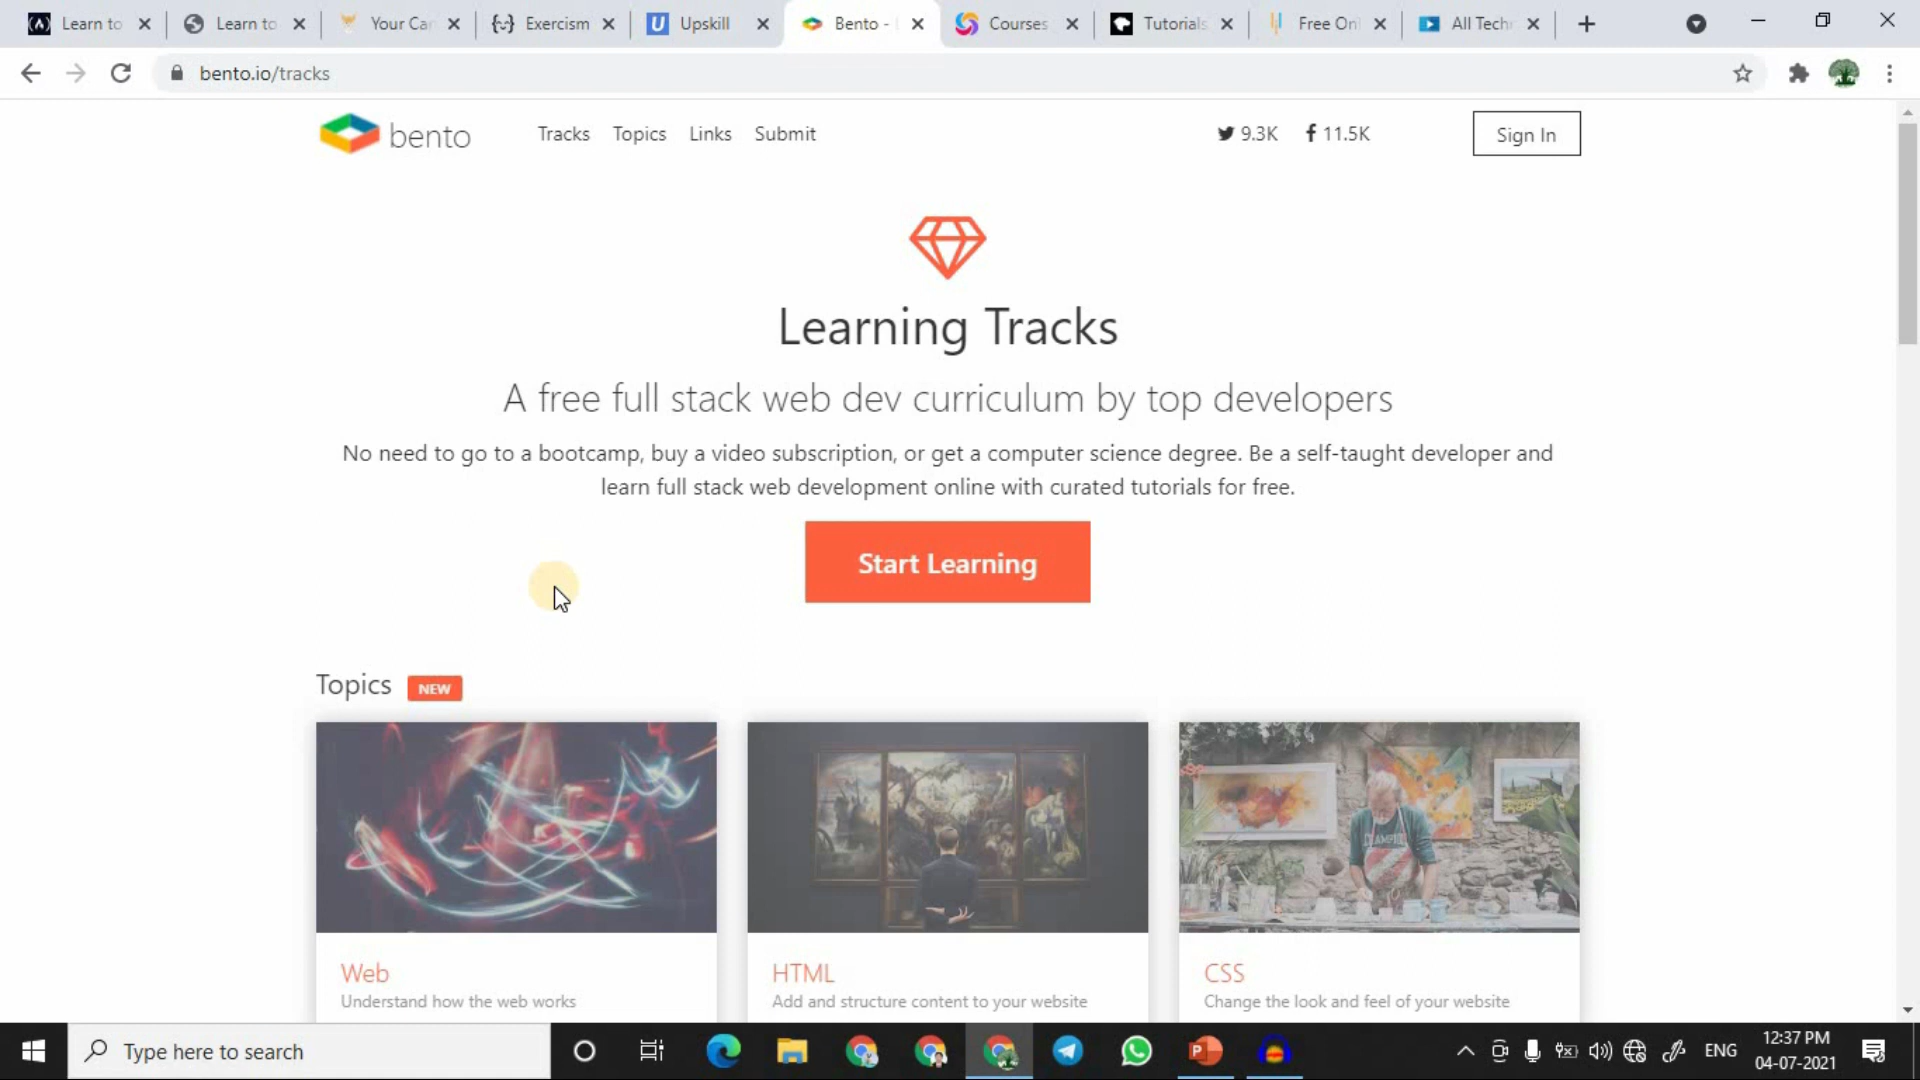 Learn to
Learn to
Your Car
Exercism
Upskill
Bento -
Courses
Tutorials
Free Onl
All Tech
bento.io/tracks
bento
Tracks
Topics
Links
Submit
9.3K
11.5K
Sign In
Learning Tracks
A free full stack web dev curriculum by top developers
No need to go to a bootcamp, buy a video subscription, or get a computer science degree. Be a self-taught developer and
learn full stack web development online with curated tutorials for free.
Start Learning
Topics NEW
Web
Understand how the web works
HTML
Add and structure content to your website
CSS
Change the look and feel of your website
Type here to search
ENG
12:37 PM
04-07-2021